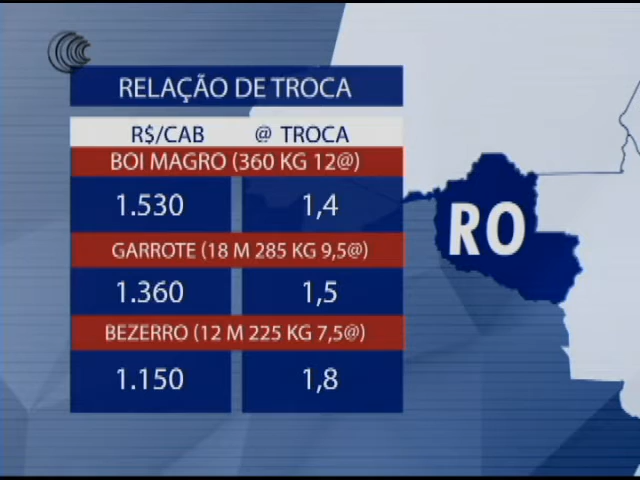 RELAÇÃO DE TROCA
R$/CAB @ TROCA
BOI MAGRO (360 KG 12@)
1.530 1,4
GARROTE (18 M 285 KG 9,5@)
1.360 1,5
BEZERRO (12 M 225 KG 7,5@)
1.150 1,8
RO